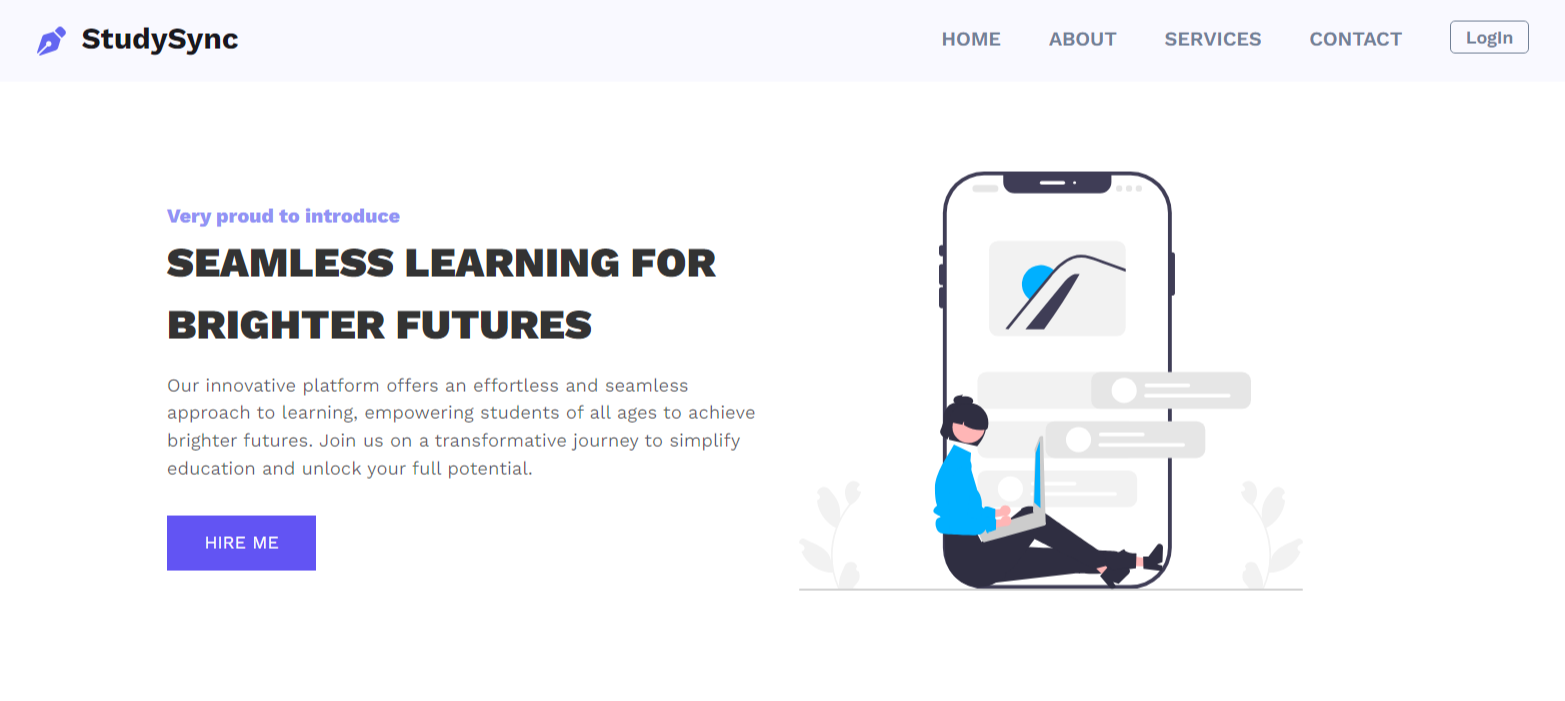 StudySync
HOME ABOUT SERVICES CONTACT LogIn
Very proud to introduce
SEAMLESS LEARNING FOR
BRIGHTER FUTURES
Our innovative platform offers an effortless and seamless
approach to learning, empowering students of all ages to achieve
brighter futures. Join us on a transformative journey to simplify
education and unlock your full potential.
HIRE ME